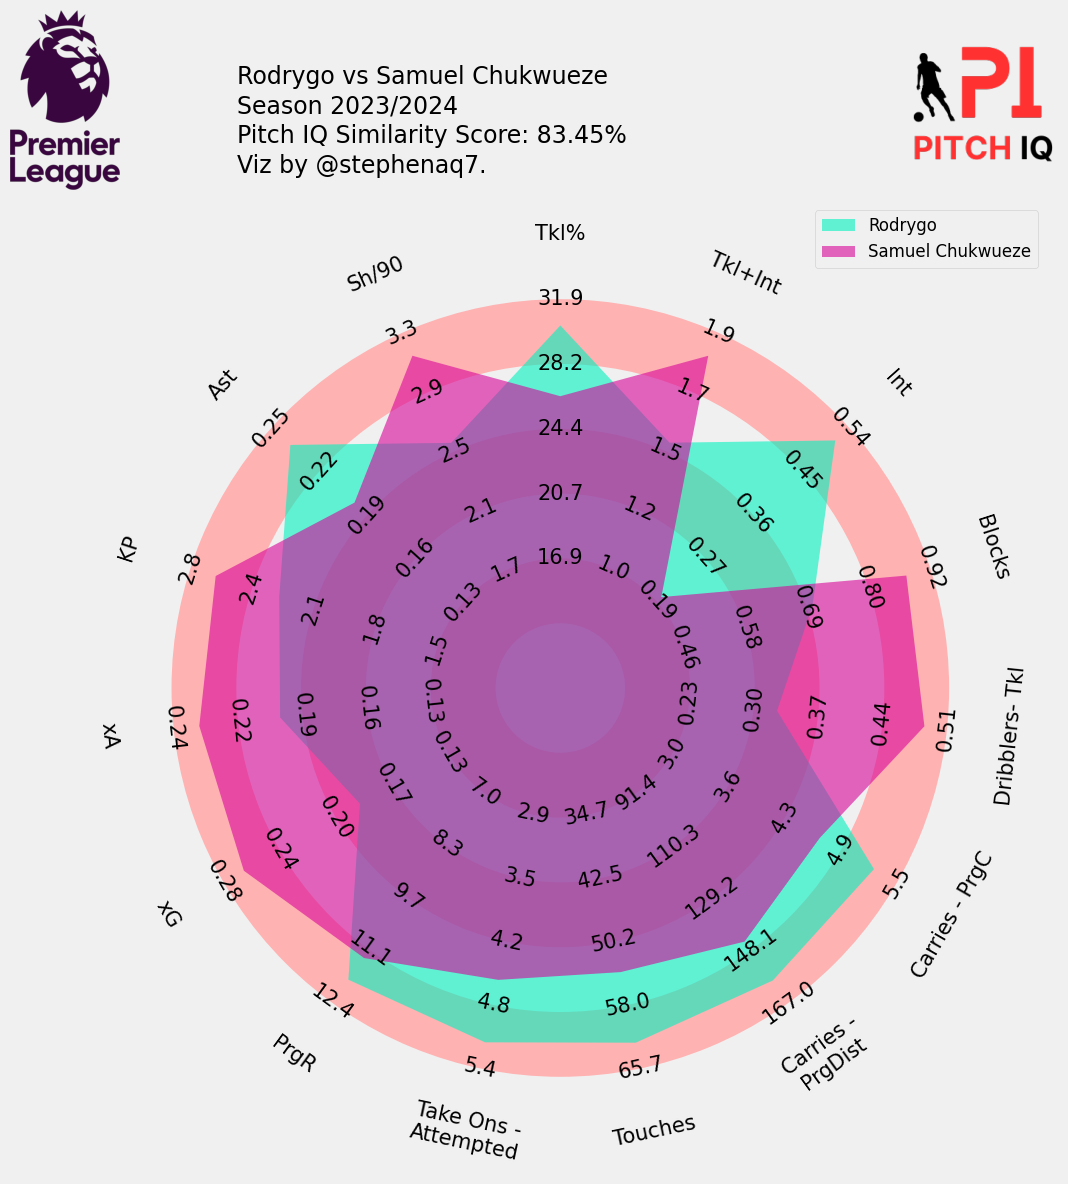 Premier
League
Rodrygo vs Samuel Chukwueze
Season 2023/2024
Pitch IQ Similarity Score: 83.45%
Viz by @stephenaq7.
PI
PITCH IQ
Rodrygo
Samuel Chukwueze
Tkl%
31.9
28.2
24.4
20.7
16.9
Tkl+Int
1.9
1.7
1.5
1.2
1.0
Int
0.54
0.45
0.36
0.27
0.19
Blocks
0.92
0.80
0.69
0.58
0.46
Dribblers- Tkl
0.51
0.44
0.37
0.30
0.23
Carries - PrgC
5.5
4.9
4.3
3.6
3.0
Carries -
PrgDist
167.0
148.1
129.2
110.3
91.4
Touches
65.7
58.0
50.2
42.5
34.7
Take Ons -
Attempted
5.4
4.8
4.2
3.5
2.9
PrgR
12.4
11.1
9.7
8.3
7.0
xG
0.28
0.24
0.20
0.17
0.13
xA
0.24
0.22
0.19
0.16
0.13
KP
2.8
2.4
2.1
1.8
1.5
Ast
0.25
0.22
0.19
0.16
0.13
Sh/90
3.3
2.9
2.5
2.1
1.7